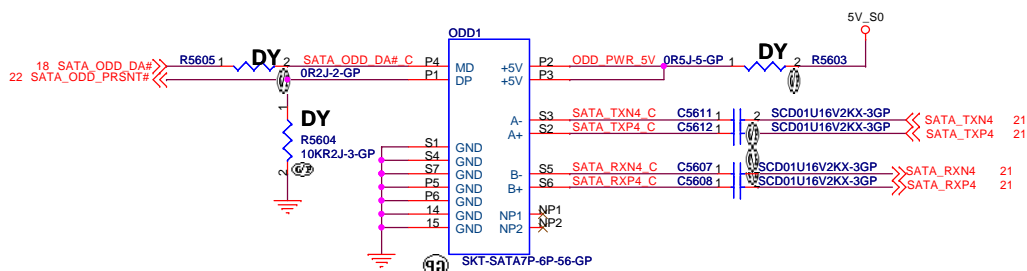 5V_S0
ODD1
18 SATA_ODD_DA# R5605 1 DY 2 SATA_ODD_DA#_C P4 MD +5V P2 ODD_PWR_5V 0R5J-5-GP 1 DY 2 R5603
22 SATA_ODD_PRSNT# 0R2J-2-GP P1 DP +5V P3
1 DY
R5604
10KR2J-3-GP
2
A- S3 SATA_TXN4_C C5611 1 2 SCD01U16V2KX-3GP SATA_TXN4 21
A+ S2 SATA_TXP4_C C5612 1 SCD01U16V2KX-3GP SATA_TXP4 21
S1 GND
S4 GND
S7 GND B- S5 SATA_RXN4_C C5607 1 SCD01U16V2KX-3GP SATA_RXN4 21
P5 GND B+ S6 SATA_RXP4_C C5608 1 SCD01U16V2KX-3GP SATA_RXP4 21
P6 GND
14 GND NP1 NP1
15 GND NP2 NP2
SKT-SATA7P-6P-56-GP